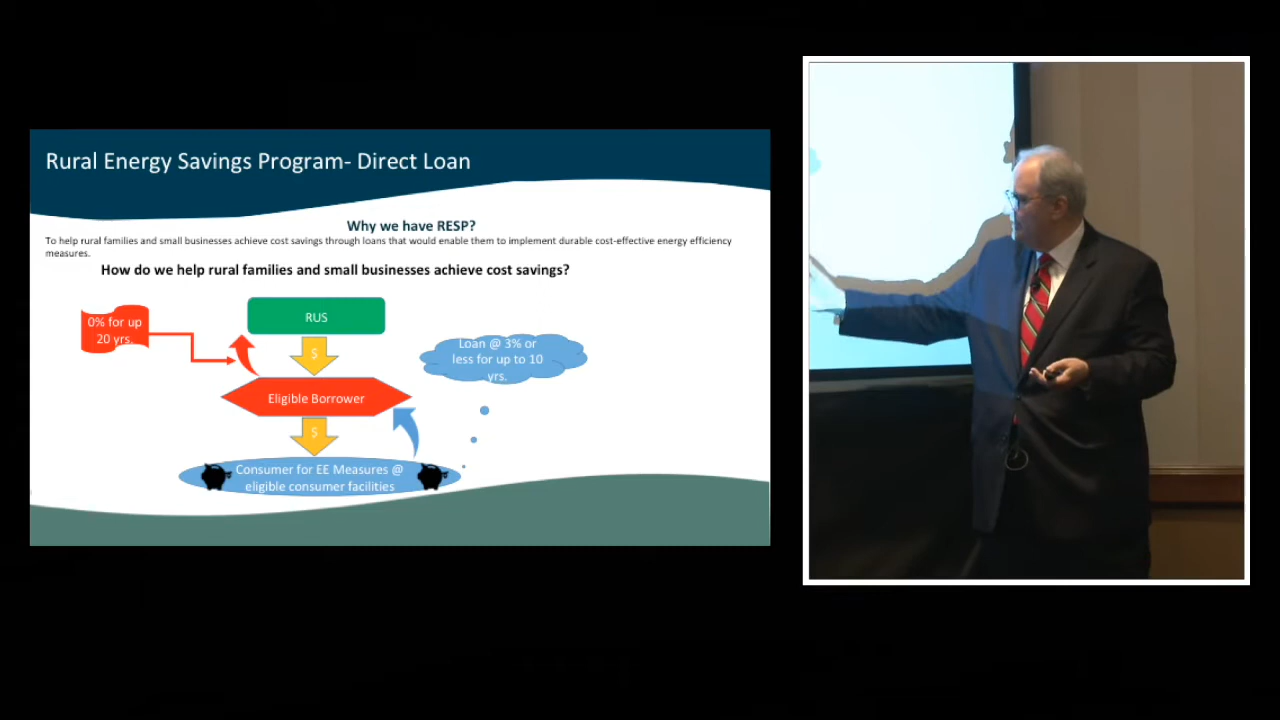 Rural Energy Savings Program- Direct Loan
Why we have RESP?
To help rural families and small businesses achieve cost savings through loans that would enable them to implement durable cost-effective energy efficiency
measures.
How do we help rural families and small businesses achieve cost savings?
0% for up
20 yrs.
RUS
$
Loan @ 3% or
less for up to 10
yrs.
Eligible Borrower
$
Consumer for EE Measures @
eligible consumer facilities